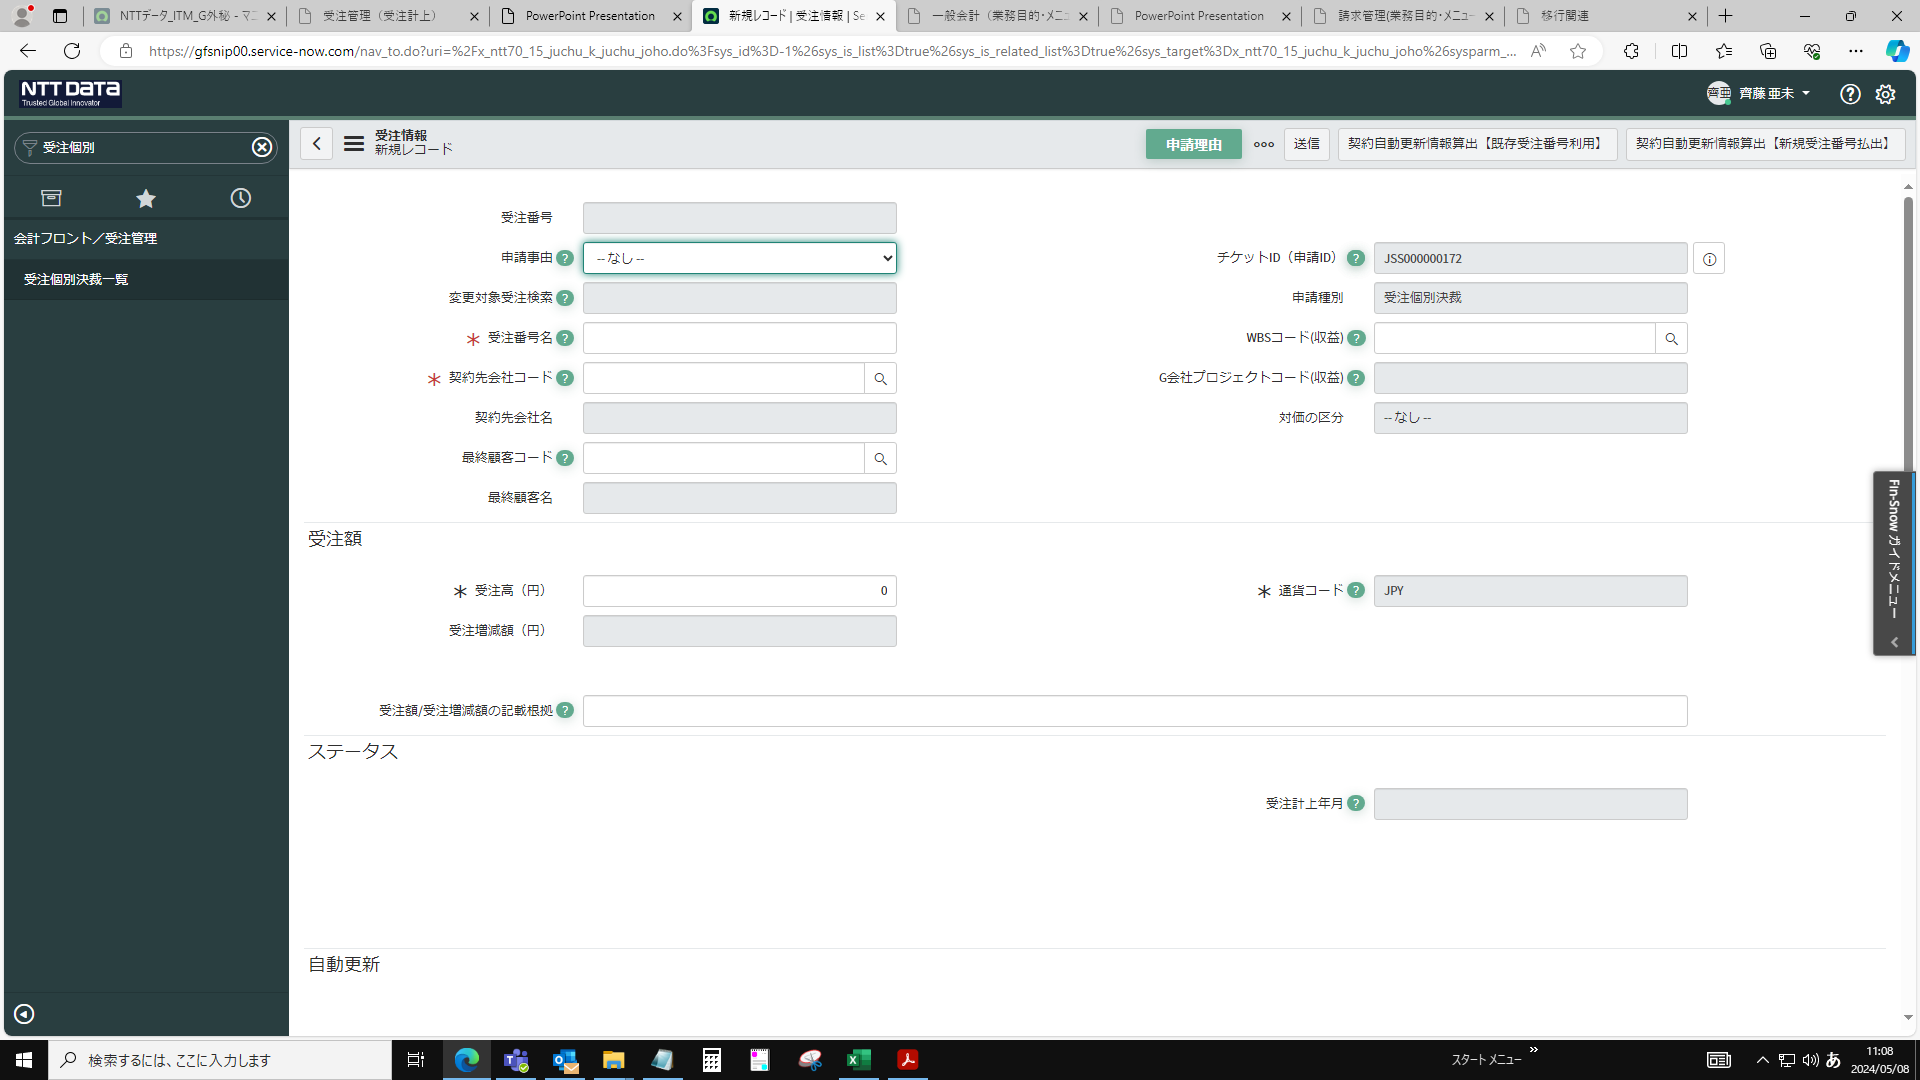 NTTデータ_ITM_G外秘 - マニ
受注管理（受注計上）
PowerPoint Presentation
新規レコード | 受注情報 | Se
一般会計（業務目的・メニュ
PowerPoint Presentation
請求管理(業務目的・メニュー
移行関連
https://gfsnip00.service-now.com/nav_to.do?uri=%2Fx_ntt70_15_juchu_k_juchu_joho.do%3Fsys_id%3D-1%26sys_is_list%3Dtrue%26sys_is_related_list%3Dtrue%26sys_target%3Dx_ntt70_15_juchu_k_juchu_joho%26sysparm_...
NTT DATA
Trusted Global Innovator
齊亜
齊藤 亜未
受注個別
会計フロント／受注管理
受注個別決裁一覧
受注情報
新規レコード
申請理由
送信
契約自動更新情報算出【既存受注番号利用】
契約自動更新情報算出【新規受注番号払出】
受注番号
申請事由 ?
-- なし --
チケットID（申請ID） ?
JSS000000172
変更対象受注検索 ?
申請種別
受注個別決裁
＊ 受注番号名 ?
WBSコード(収益) ?
＊ 契約先会社コード ?
G会社プロジェクトコード(収益) ?
契約先会社名
対価の区分
-- なし --
最終顧客コード ?
最終顧客名
受注額
＊ 受注高（円）
0
＊ 通貨コード ?
JPY
受注増減額（円）
受注額/受注増減額の記載根拠 ?
ステータス
受注計上年月 ?
自動更新
Fin-Snow ガイドメニュー
検索するには、ここに入力します
スタート メニュー
あ
11:08
2024/05/08